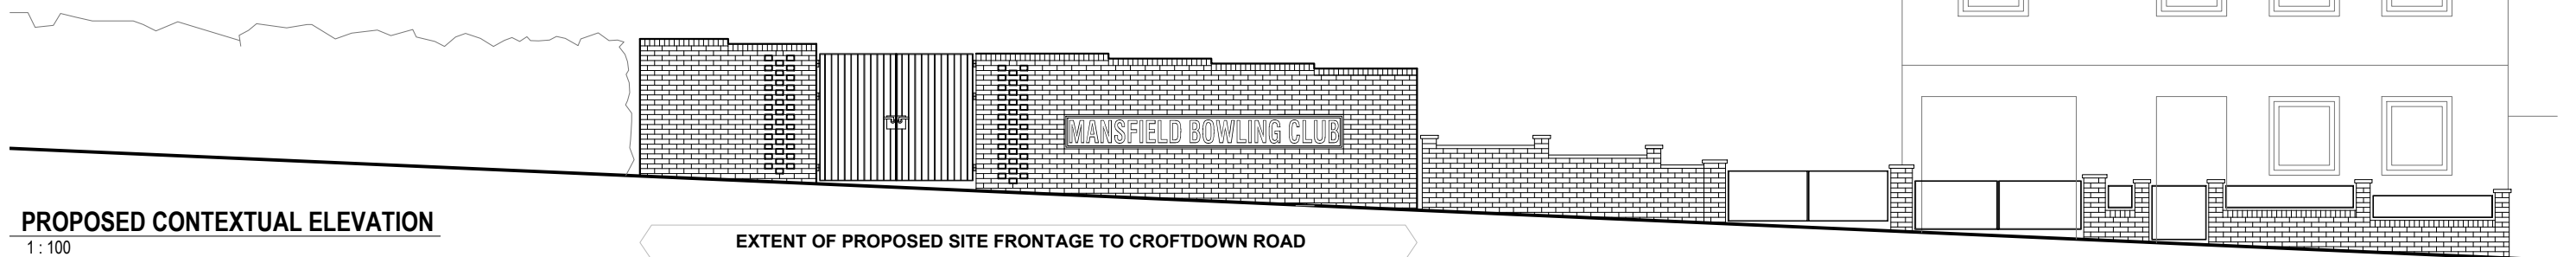 MANSFIELD BOWLING CLUB
PROPOSED CONTEXTUAL ELEVATION
1 : 100
EXTENT OF PROPOSED SITE FRONTAGE TO CROFTDOWN ROAD